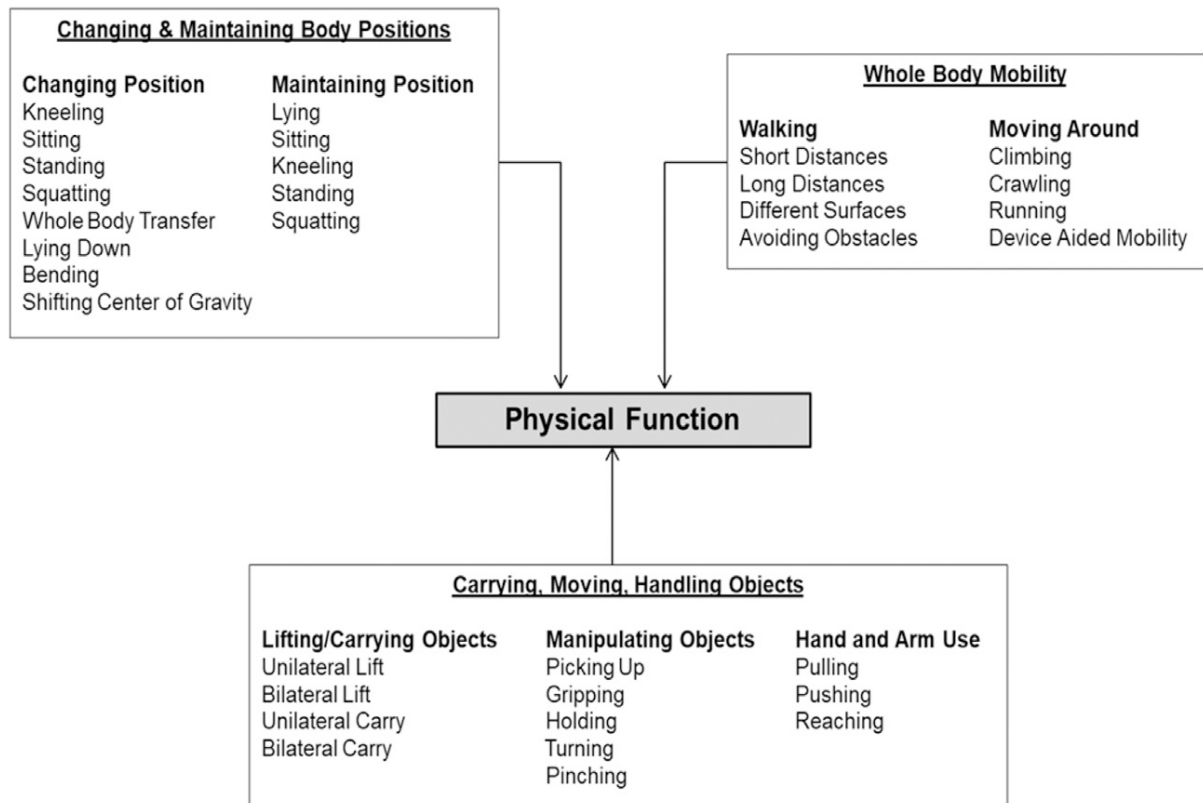 Changing & Maintaining Body Positions
Changing Position
Kneeling
Sitting
Standing
Squatting
Whole Body Transfer
Lying Down
Bending
Shifting Center of Gravity
Maintaining Position
Lying
Sitting
Kneeling
Standing
Squatting
Whole Body Mobility
Walking
Short Distances
Long Distances
Different Surfaces
Avoiding Obstacles
Moving Around
Climbing
Crawling
Running
Device Aided Mobility
Physical Function
Carrying, Moving, Handling Objects
Lifting/Carrying Objects
Unilateral Lift
Bilateral Lift
Unilateral Carry
Bilateral Carry
Manipulating Objects
Picking Up
Gripping
Holding
Turning
Pinching
Hand and Arm Use
Pulling
Pushing
Reaching